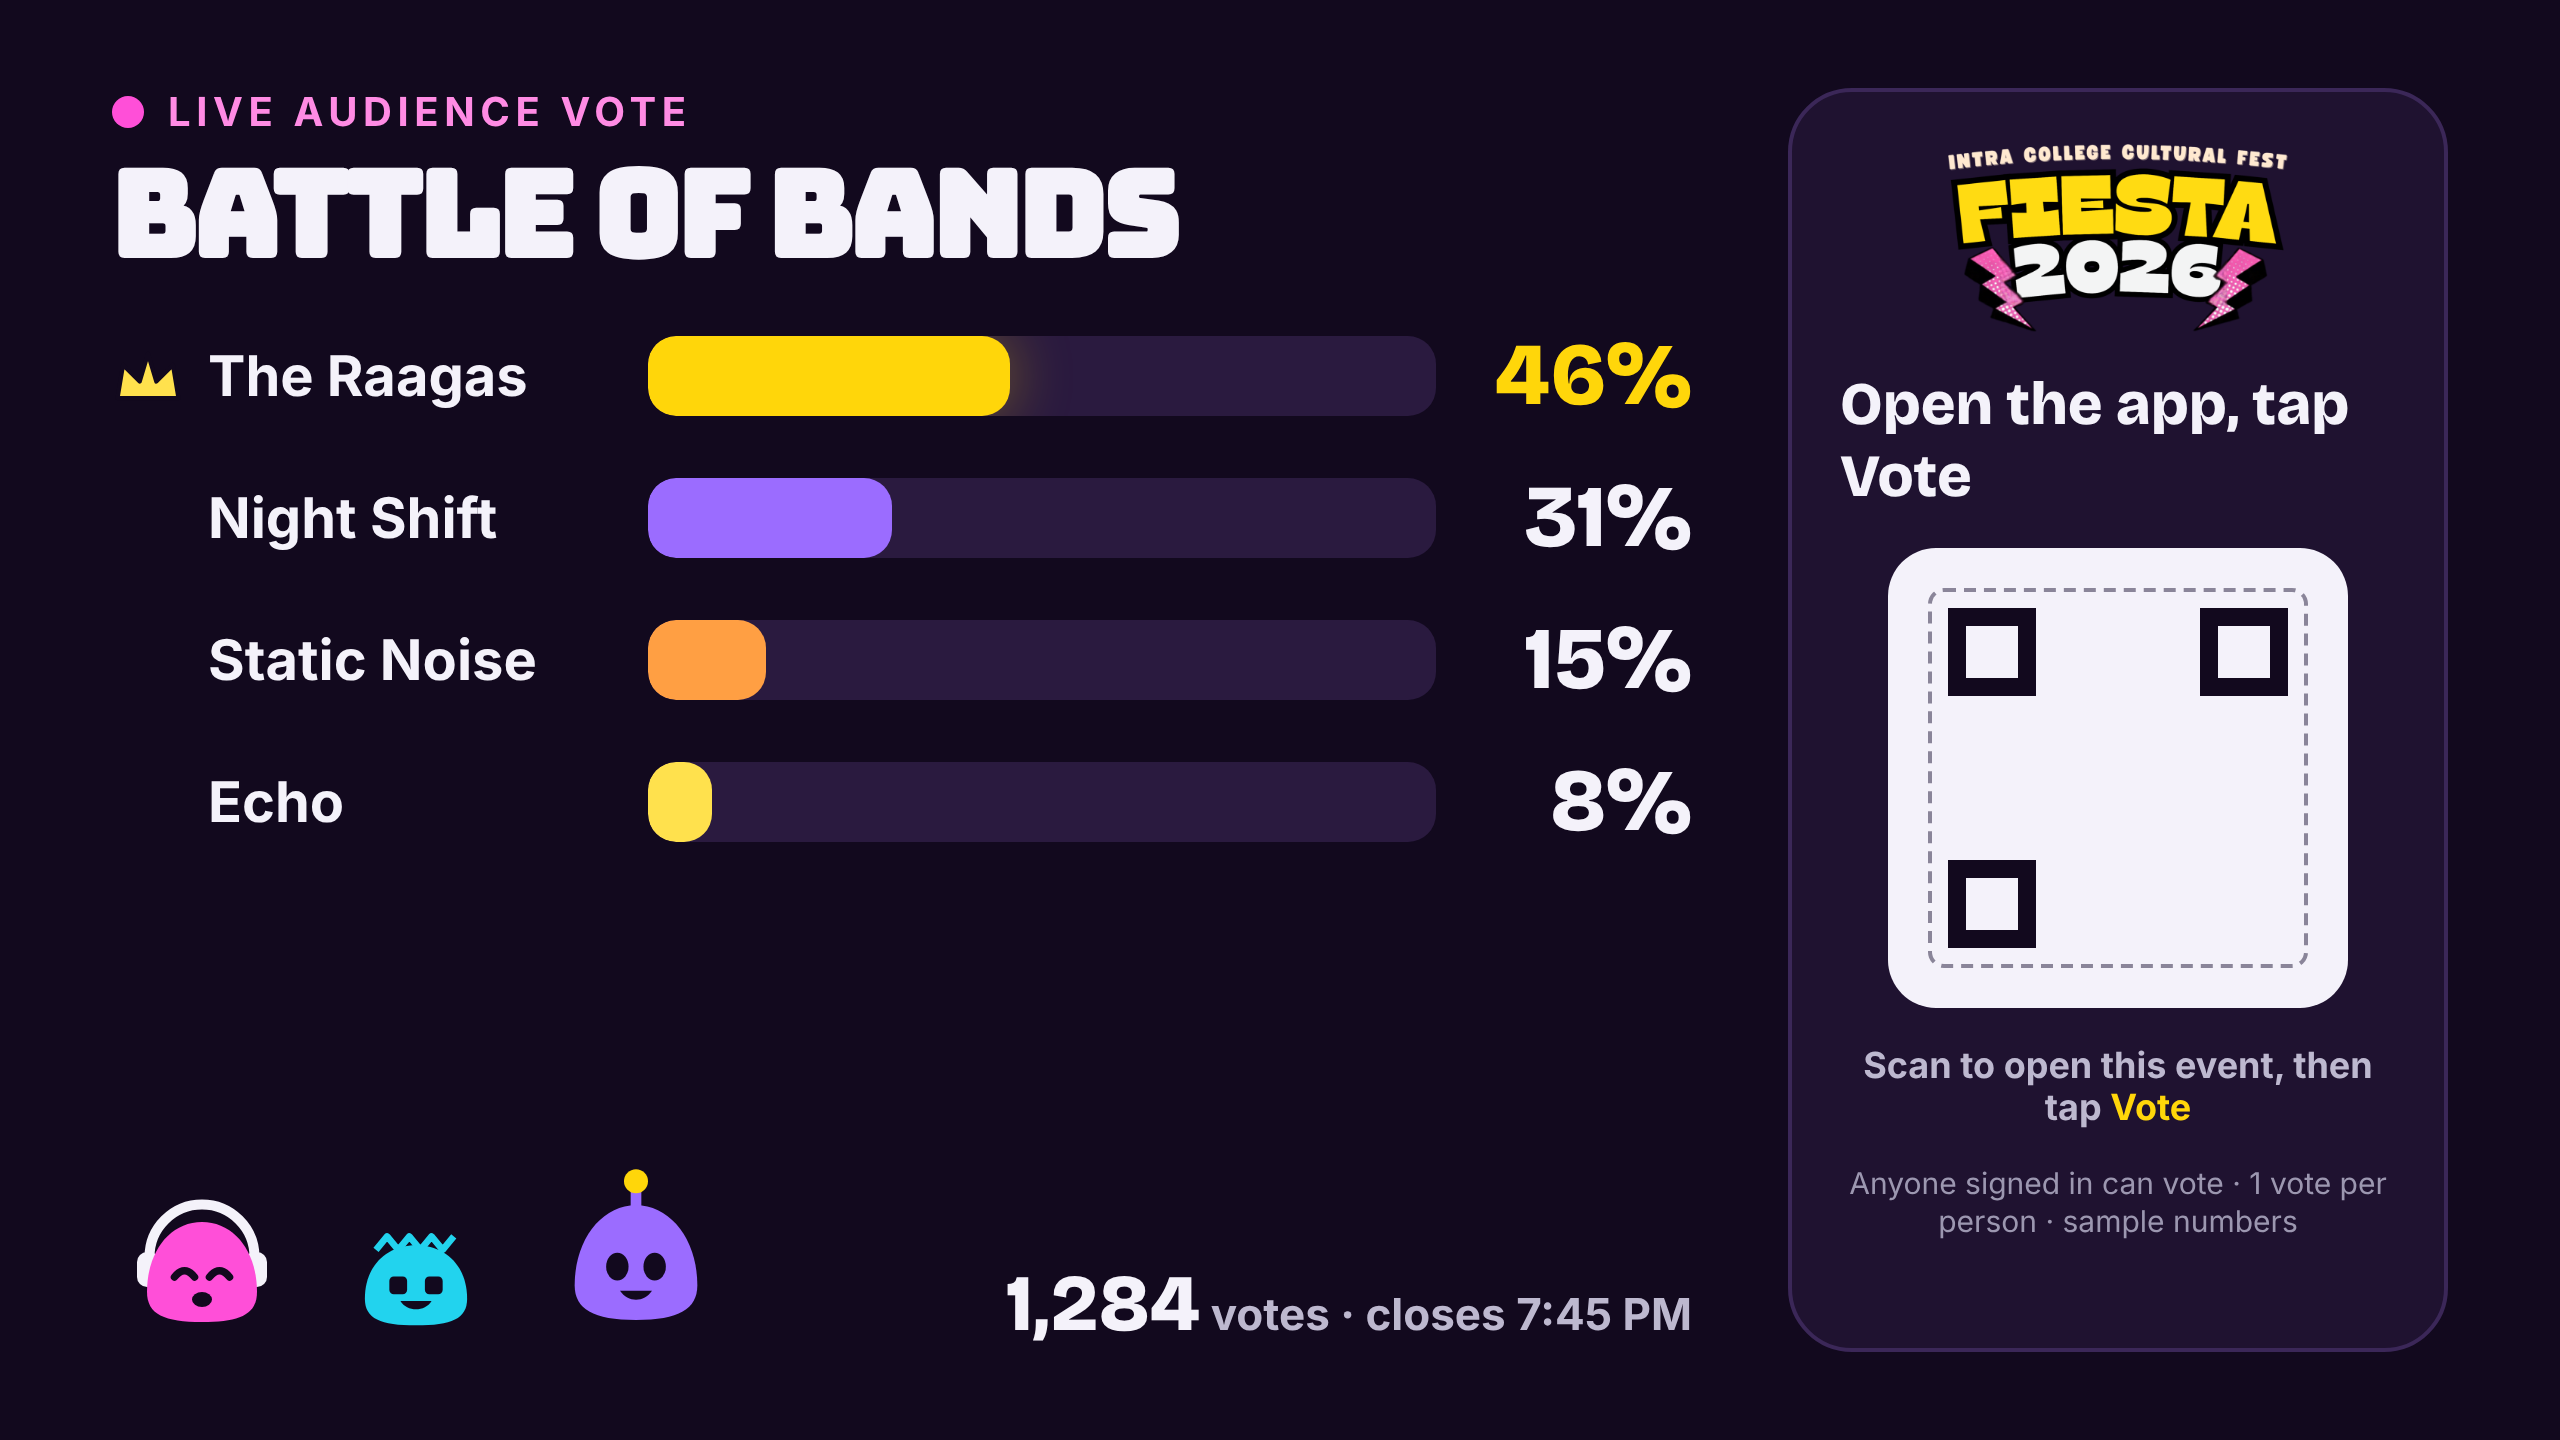 LIVE AUDIENCE VOTE
BATTLE OF BANDS
The Raagas 46%
Night Shift 31%
Static Noise 15%
Echo 8%
1,284 votes · closes 7:45 PM
INTRA COLLEGE CULTURAL FEST
FIESTA
2026
Open the app, tap
Vote
Scan to open this event, then
tap Vote
Anyone signed in can vote · 1 vote per
person · sample numbers